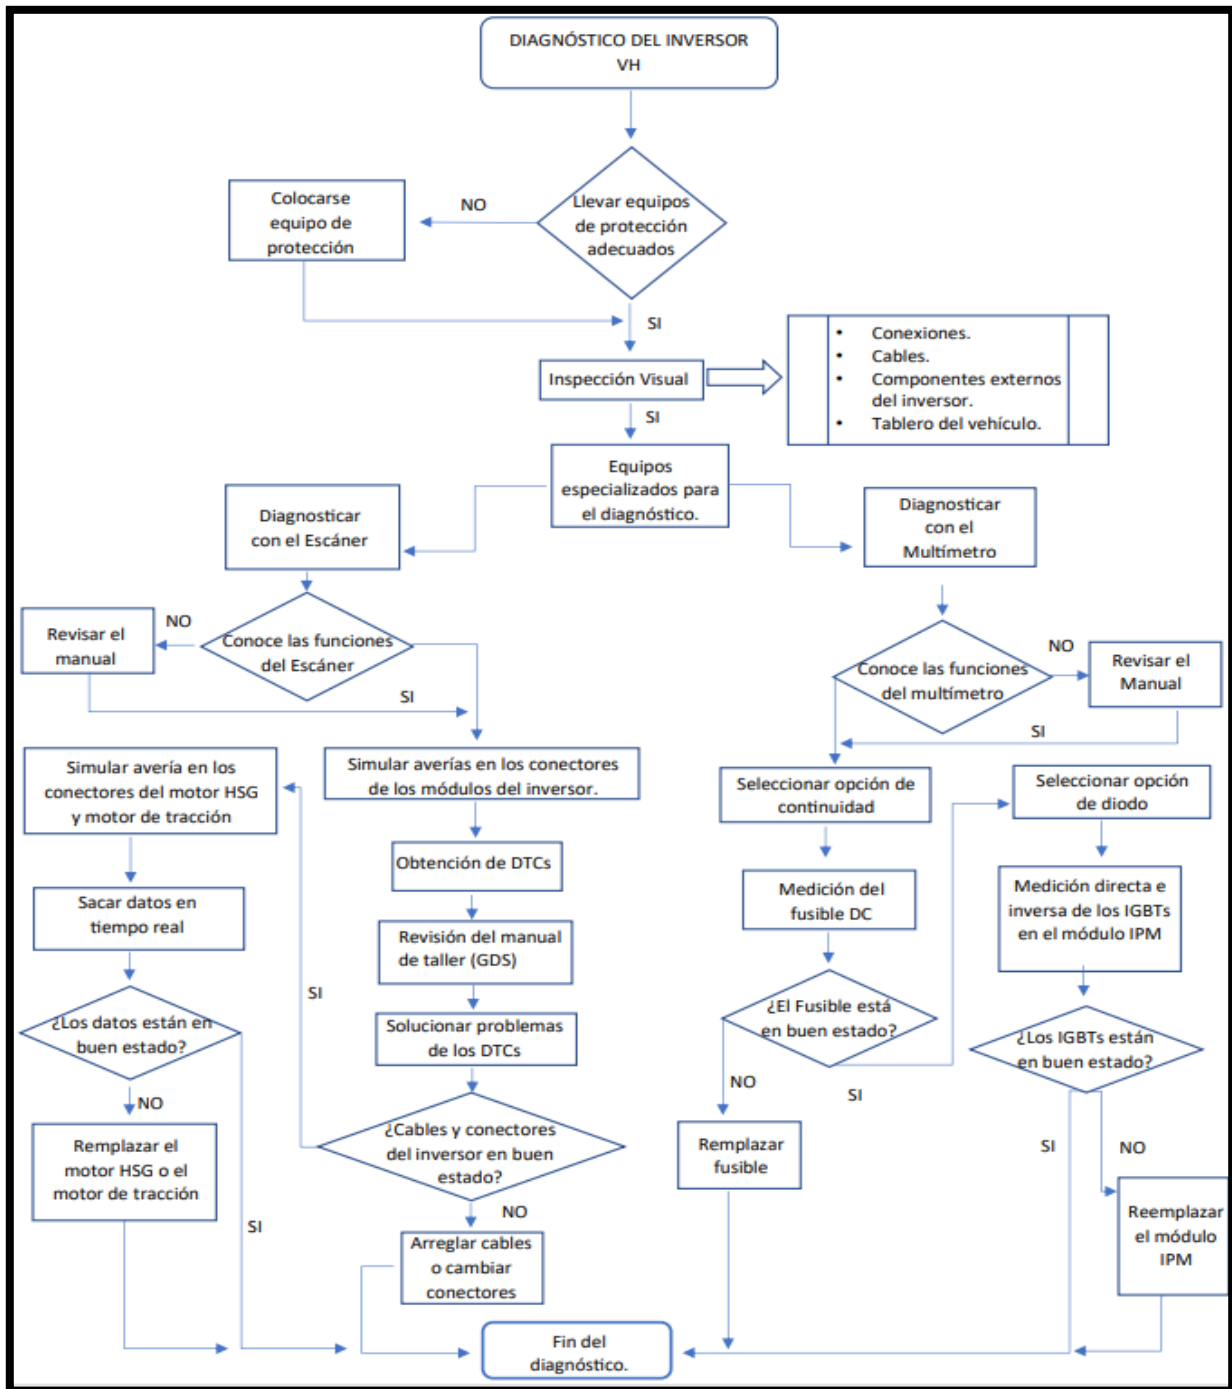 DIAGNÓSTICO DEL INVERSOR
VH
Llevar equipos
de protección
adecuados
NO
Colocarse
equipo de
protección
SI
Inspección Visual
• Conexiones.
• Cables.
• Componentes externos
del inversor.
• Tablero del vehículo.
SI
Equipos
especializados para
el diagnóstico.
Diagnosticar
con el Escáner
Diagnosticar
con el
Multímetro
Conoce las funciones
del Escáner
NO
Revisar el
manual
SI
Conoce las funciones
del multímetro
NO
Revisar el
Manual
SI
Simular avería en los
conectores del motor HSG
y motor de tracción
Simular averías en los conectores
de los módulos del inversor.
Seleccionar opción de
continuidad
Seleccionar opción
de diodo
Obtención de DTCs
Sacar datos en
tiempo real
Medición del
fusible DC
Medición directa e
inversa de los IGBTs
en el módulo IPM
Revisión del manual
de taller (GDS)
SI
¿Los datos están en
buen estado?
Solucionar problemas
de los DTCs
¿El Fusible está
en buen estado?
¿Los IGBTs están
en buen estado?
NO
NO
SI
Remplazar el
motor HSG o el
motor de tracción
¿Cables y conectores
del inversor en buen
estado?
Remplazar
fusible
SI
NO
SI
NO
Arreglar cables
o cambiar
conectores
Reemplazar
el módulo
IPM
Fin del
diagnóstico.